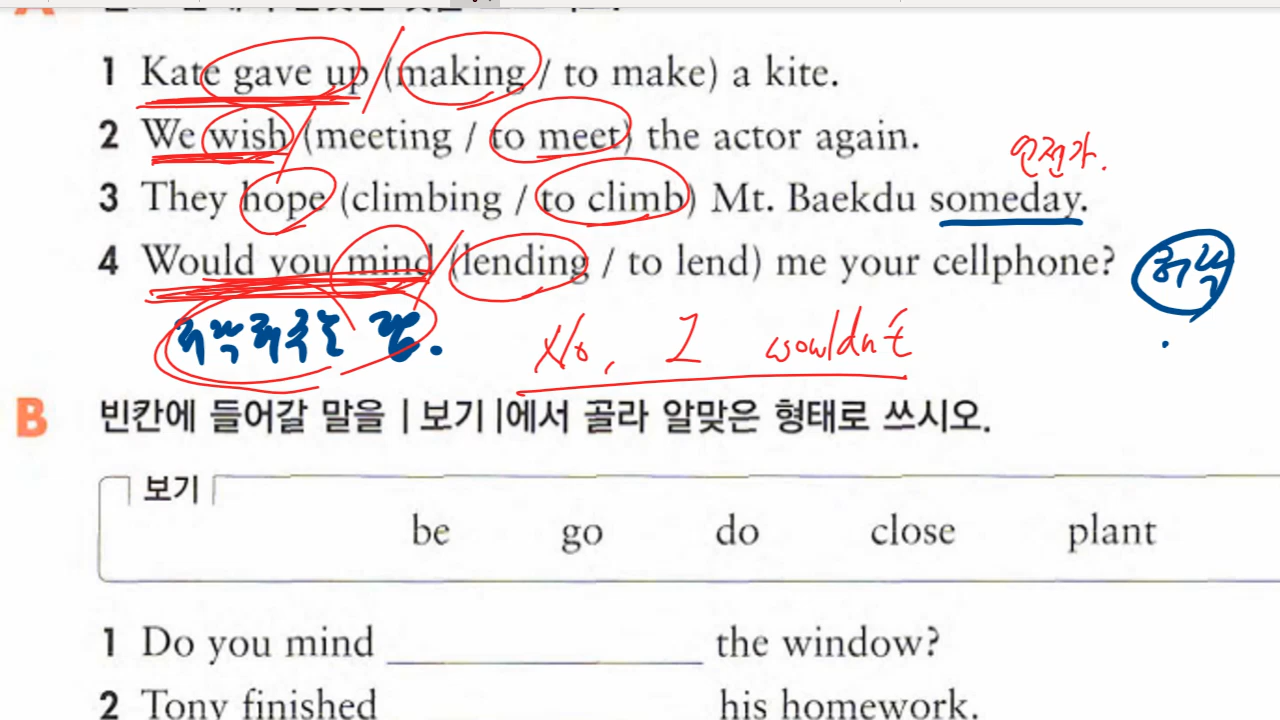 1 Kate gave up (making / to make) a kite.
2 We wish (meeting / to meet) the actor again.
언젠가.
3 They hope (climbing / to climb) Mt. Baekdu someday.
4 Would you mind (lending / to lend) me your cellphone?
허락
No, I wouldn't
B 빈칸에 들어갈 말을 | 보기 |에서 골라 알맞은 형태로 쓰시오.
보기
be go do close plant
1 Do you mind ____________ the window?
2 Tony finished ____________ his homework.